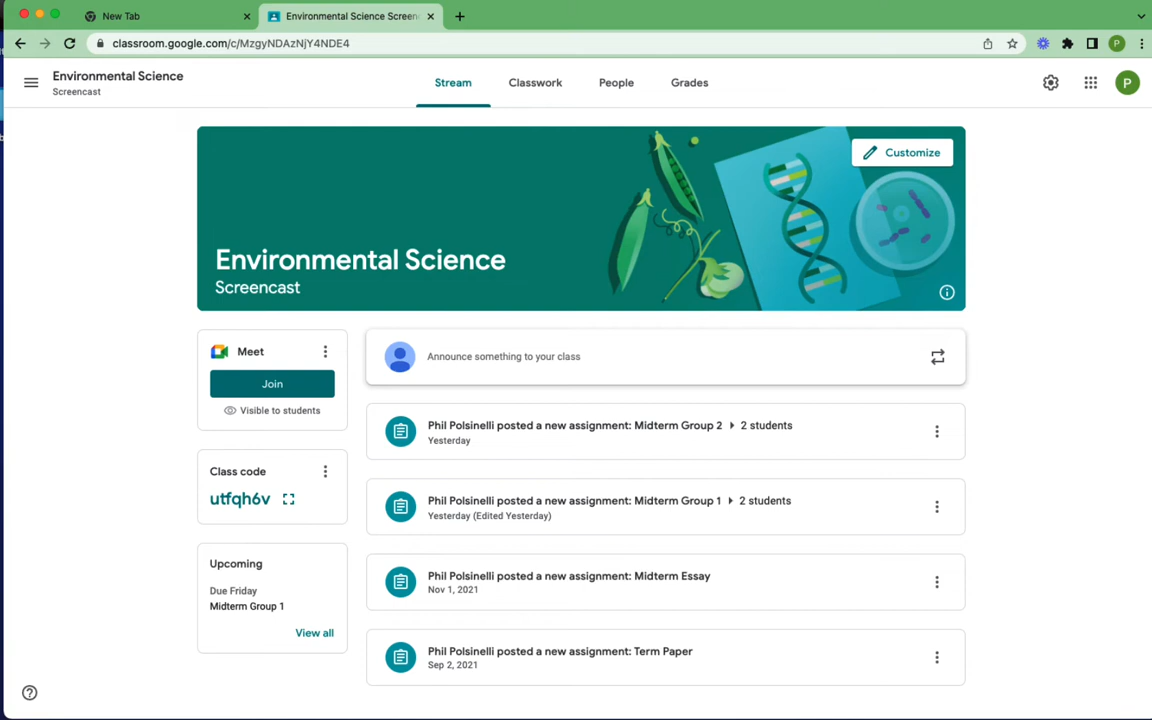 New Tab
Environmental Science Screen
classroom.google.com/c/MzgyNDAzNjY4NDE4
P
Environmental Science
Screencast
Stream
Classwork
People
Grades
P
Customize
Environmental Science
Screencast
Meet
Join
Visible to students
Class code
utfqh6v
Upcoming
Due Friday
Midterm Group 1
View all
Announce something to your class
Phil Polsinelli posted a new assignment: Midterm Group 2 2 students
Yesterday
Phil Polsinelli posted a new assignment: Midterm Group 1 2 students
Yesterday (Edited Yesterday)
Phil Polsinelli posted a new assignment: Midterm Essay
Nov 1, 2021
Phil Polsinelli posted a new assignment: Term Paper
Sep 2, 2021